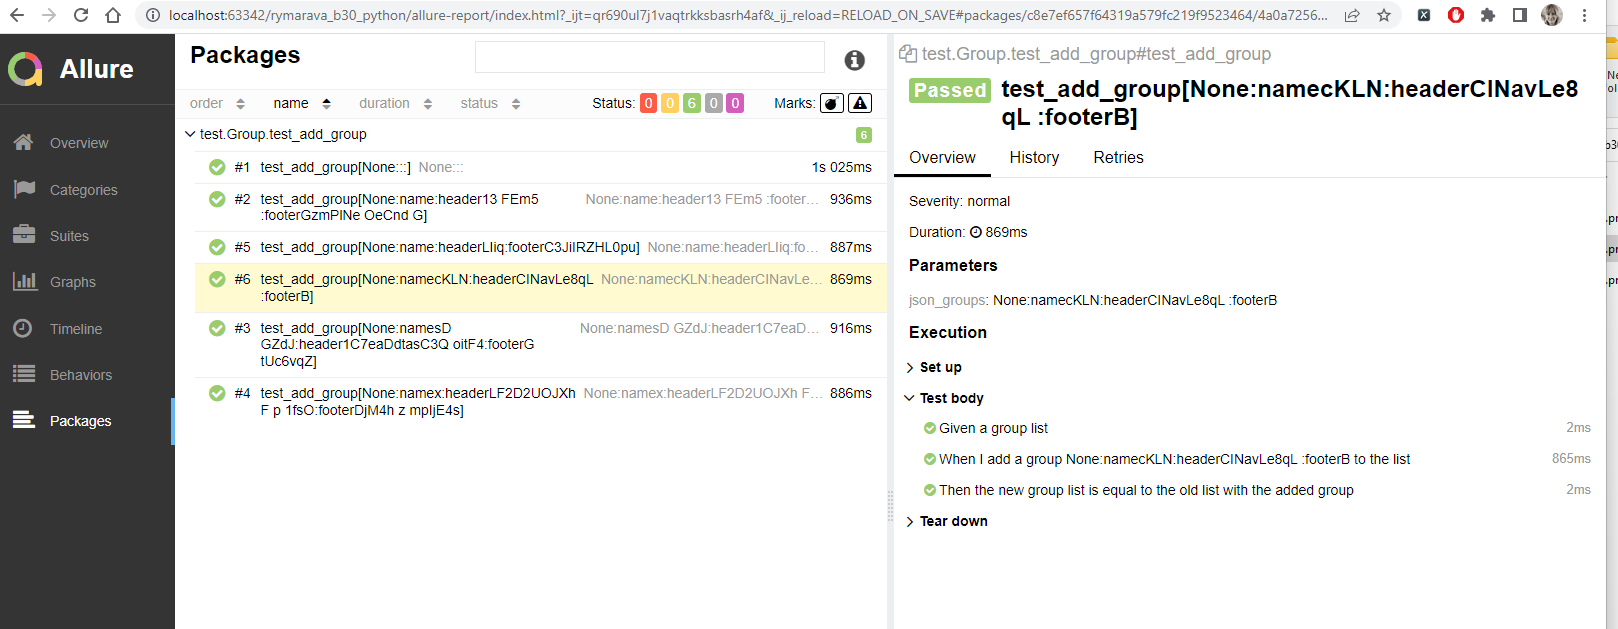 localhost:63342/rymarava_b30_python/allure-report/index.html?_ijt=qr690ul7j1vaqtrkksbasrh4af&_ij_reload=RELOAD_ON_SAVE#packages/c8e7ef657f64319a579fc219f9523464/4a0a7256...
Allure
Overview
Categories
Suites
Graphs
Timeline
Behaviors
Packages
Packages
order name duration status Status: 0 0 6 0 0 Marks:
test.Group.test_add_group 6
#1 test_add_group[None:::] None::: 1s 025ms
#2 test_add_group[None:name:header13 FEm5 None:name:header13 FEm5 :footer... 936ms
:footerGzmPINe OeCnd G]
#5 test_add_group[None:name:headerLIiq:footerC3JiIRZHL0pu] None:name:headerLIiq:fo... 887ms
#6 test_add_group[None:namecKLN:headerCINavLe8qL None:namecKLN:headerCINavLe... 869ms
:footerB]
#3 test_add_group[None:namesD None:namesD GZdJ:header1C7eaD... 916ms
GZdJ:header1C7eaDdtasC3Q oitF4:footerG
tUc6vqZ]
#4 test_add_group[None:namex:headerLF2D2UOJXh None:namex:headerLF2D2UOJXh F... 886ms
F p 1fsO:footerDjM4h z mpIjE4s]
test.Group.test_add_group#test_add_group
Passed test_add_group[None:namecKLN:headerCINavLe8
qL :footerB]
Overview History Retries
Severity: normal
Duration: 869ms
Parameters
json_groups: None:namecKLN:headerCINavLe8qL :footerB
Execution
Set up
Test body
Given a group list 2ms
When I add a group None:namecKLN:headerCINavLe8qL :footerB to the list 865ms
Then the new group list is equal to the old list with the added group 2ms
Tear down